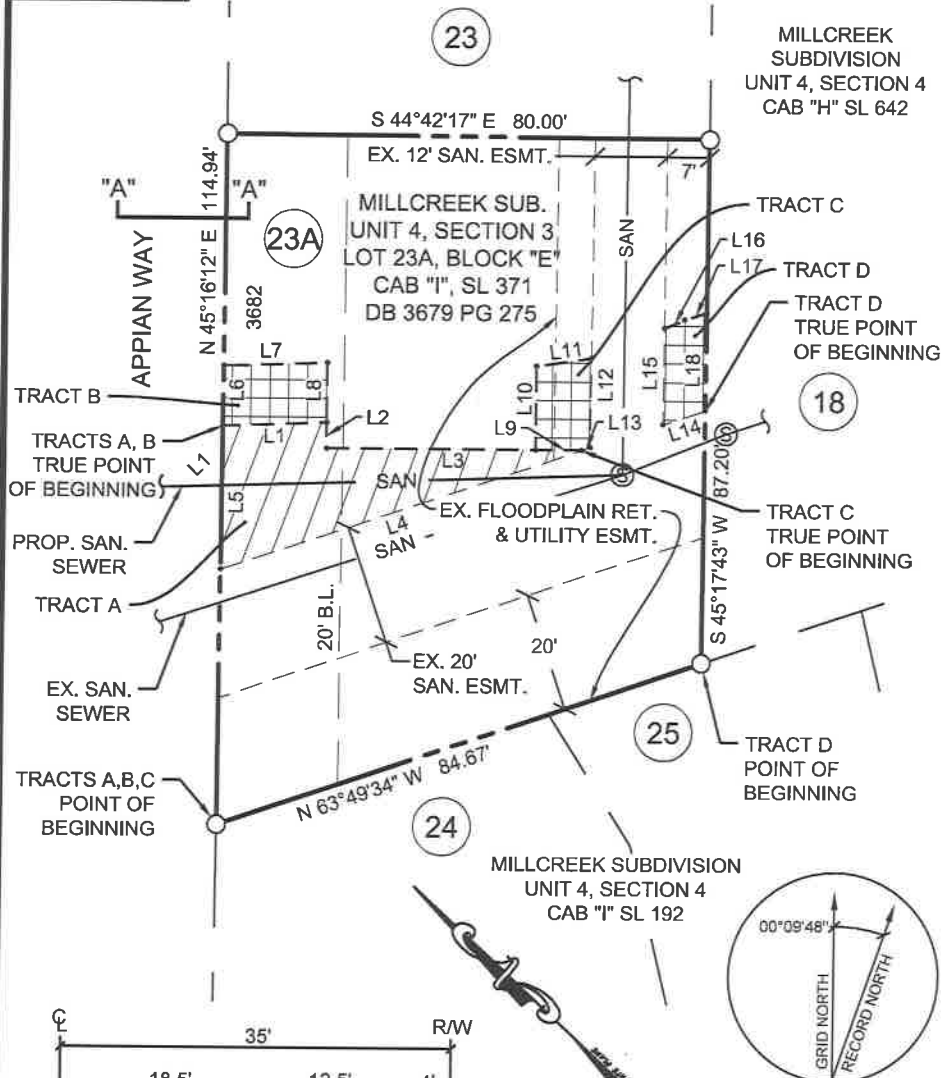 23
MILLCREEK
SUBDIVISION
UNIT 4, SECTION 4
CAB "H" SL 642
S 44°42'17" E 80.00'
EX. 12' SAN. ESMT.
7'
"A"
"A"
N 45°16'12" E 114.94'
APPIAN WAY
23A
3682
MILLCREEK SUB.
UNIT 4, SECTION 3
LOT 23A, BLOCK "E"
CAB "I", SL 371
DB 3679 PG 275
SAN
TRACT C
L16
L17
TRACT D
TRACT D
TRUE POINT
OF BEGINNING
L7
L11
L6
L8
L10
L12
L15
L18
TRACT B
L1
L2
L9
L13
L14
18
TRACTS A, B
TRUE POINT
OF BEGINNING
L1
L5
L3
SAN
L4
SAN -
EX. FLOODPLAIN RET.
& UTILITY ESMT.
S 45°17'43" W 87.20'
TRACT C
TRUE POINT
OF BEGINNING
PROP. SAN.
SEWER
TRACT A
20' B.L.
EX. 20'
SAN. ESMT.
20'
EX. SAN.
SEWER
25
TRACT D
POINT OF
BEGINNING
TRACTS A,B,C
POINT OF
BEGINNING
N 63°49'34" W 84.67'
24
MILLCREEK SUBDIVISION
UNIT 4, SECTION 4
CAB "I" SL 192
00°09'48"
GRID NORTH
RECORD NORTH
35'
R/W
18.5'
12.5'
4'